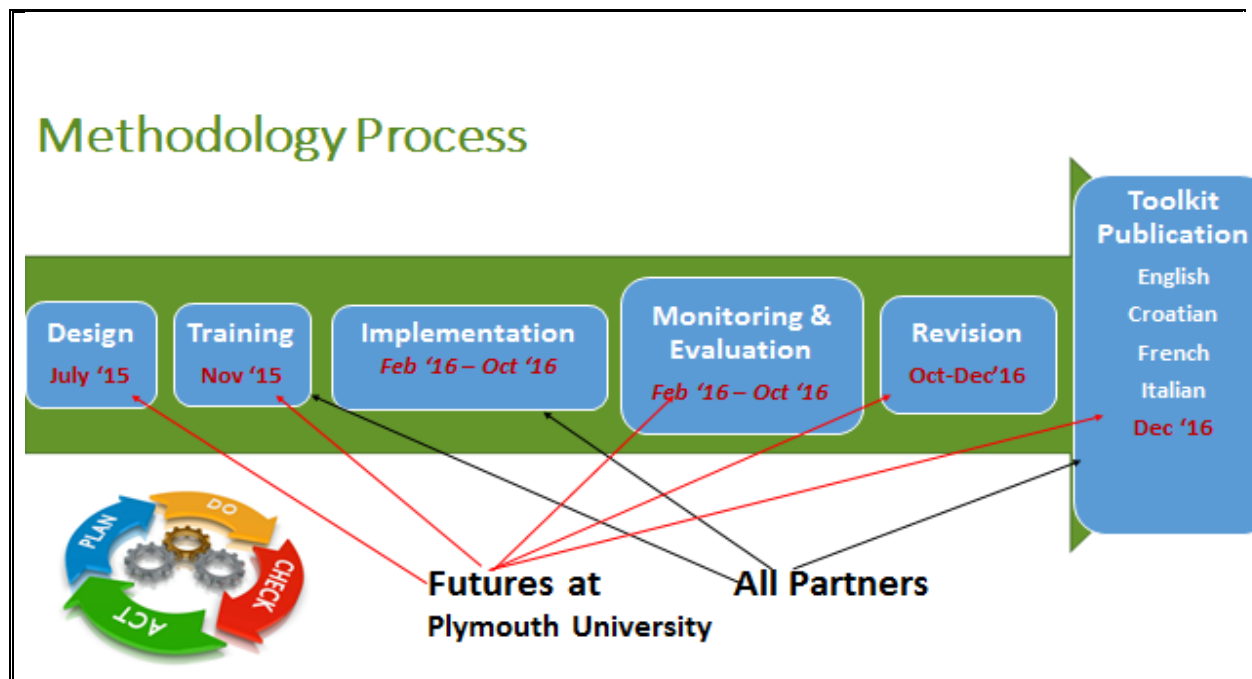 Methodology Process
Design
July ‘15
Training
Nov ‘15
Implementation
Feb ‘16 – Oct ‘16
Monitoring &
Evaluation
Feb ‘16 – Oct ‘16
Revision
Oct-Dec’16
Toolkit
Publication
English
Croatian
French
Italian
Dec ‘16
PLAN
DO
CHECK
ACT
Futures at
Plymouth University
All Partners